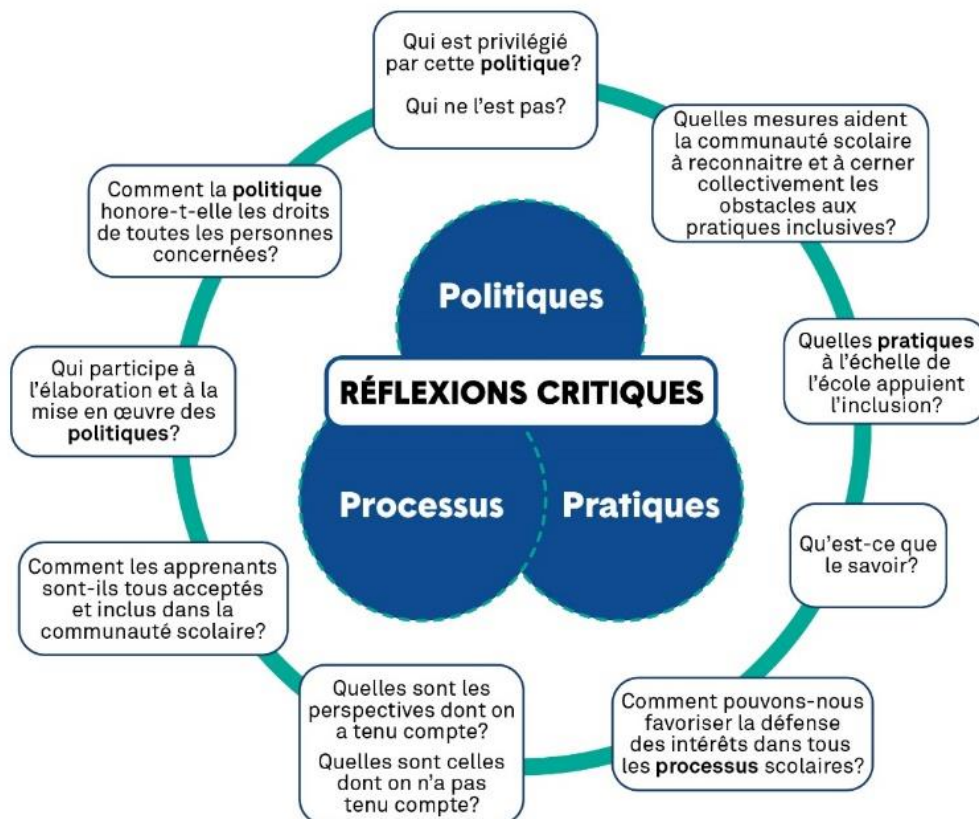 Qui est privilégié
par cette politique?
Qui ne l'est pas?
Quelles mesures aident
la communauté scolaire
à reconnaitre et à cerner
collectivement les
obstacles aux
pratiques inclusives?
Quelles pratiques
à l'échelle de
l'école appuient
l'inclusion?
Qu'est-ce que
le savoir?
Comment pouvons-nous
favoriser la défense
des intérêts dans tous
les processus scolaires?
Quelles sont les
perspectives dont on
a tenu compte?
Quelles sont celles
dont on n'a pas
tenu compte?
Comment les apprenants
sont-ils tous acceptés
et inclus dans la
communauté scolaire?
Qui participe à
l'élaboration et à la
mise en œuvre des
politiques?
Comment la politique
honore-t-elle les droits
de toutes les personnes
concernées?
Politiques
RÉFLEXIONS CRITIQUES
Processus
Pratiques